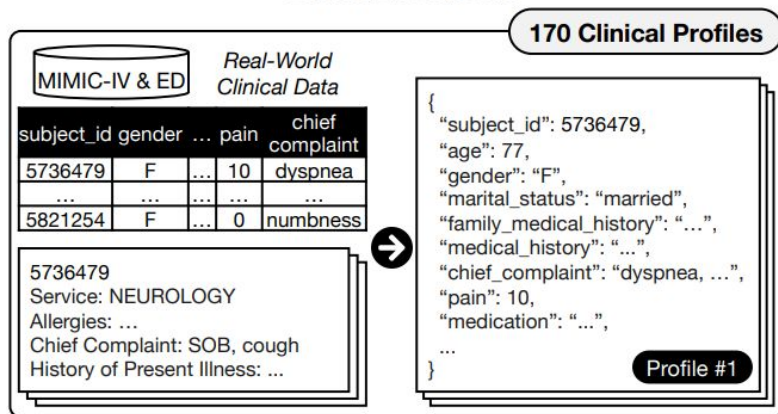 170 Clinical Profiles
MIMIC-IV & ED
Real-World
Clinical Data
subject_id gender ... pain chief complaint
5736479 F ... 10 dyspnea
... ... ... ... ...
5821254 F ... 0 numbness
5736479
Service: NEUROLOGY
Allergies: ...
Chief Complaint: SOB, cough
History of Present Illness: ...
{
“subject_id”: 5736479,
“age”: 77,
“gender”: “F”,
“marital_status”: “married”,
“family_medical_history”: “...”,
“medical_history”: “...”,
“chief_complaint”: “dyspnea, ...”,
“pain”: 10,
“medication”: “...”,
...
}
Profile #1